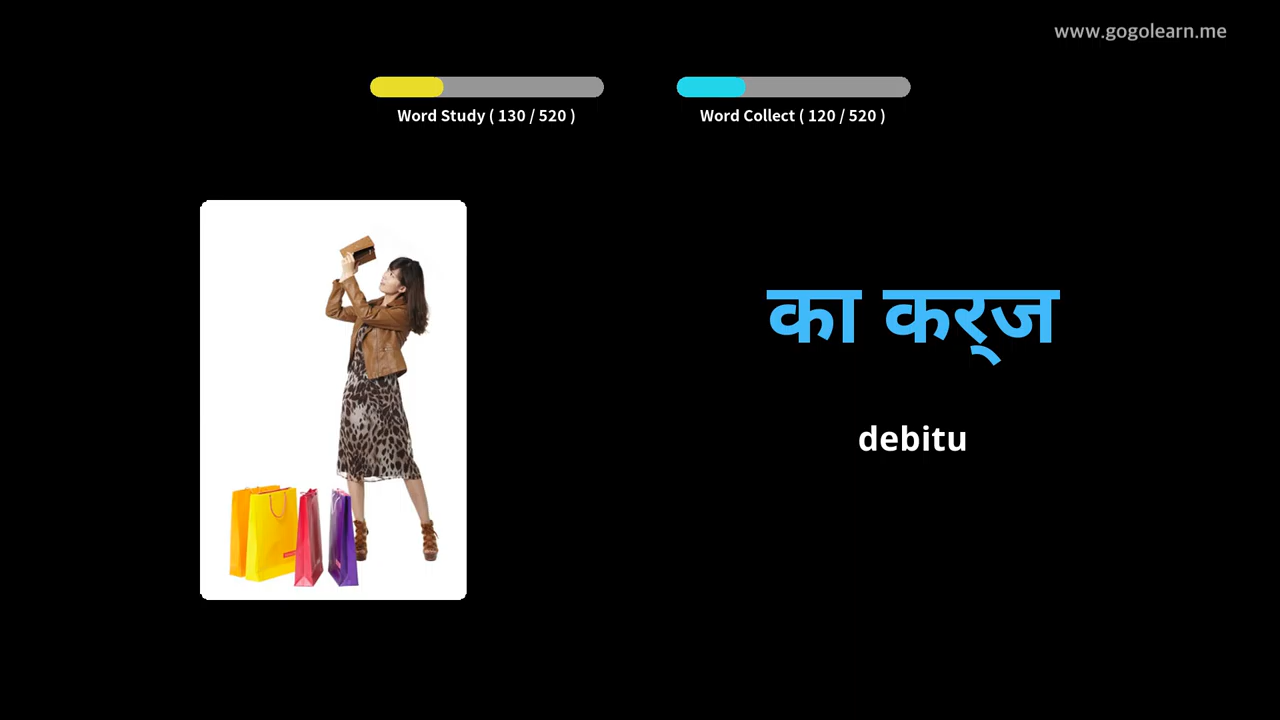 www.gogolearn.me
Word Study ( 130 / 520 )
Word Collect ( 120 / 520 )
का कर्‍ज
debitu